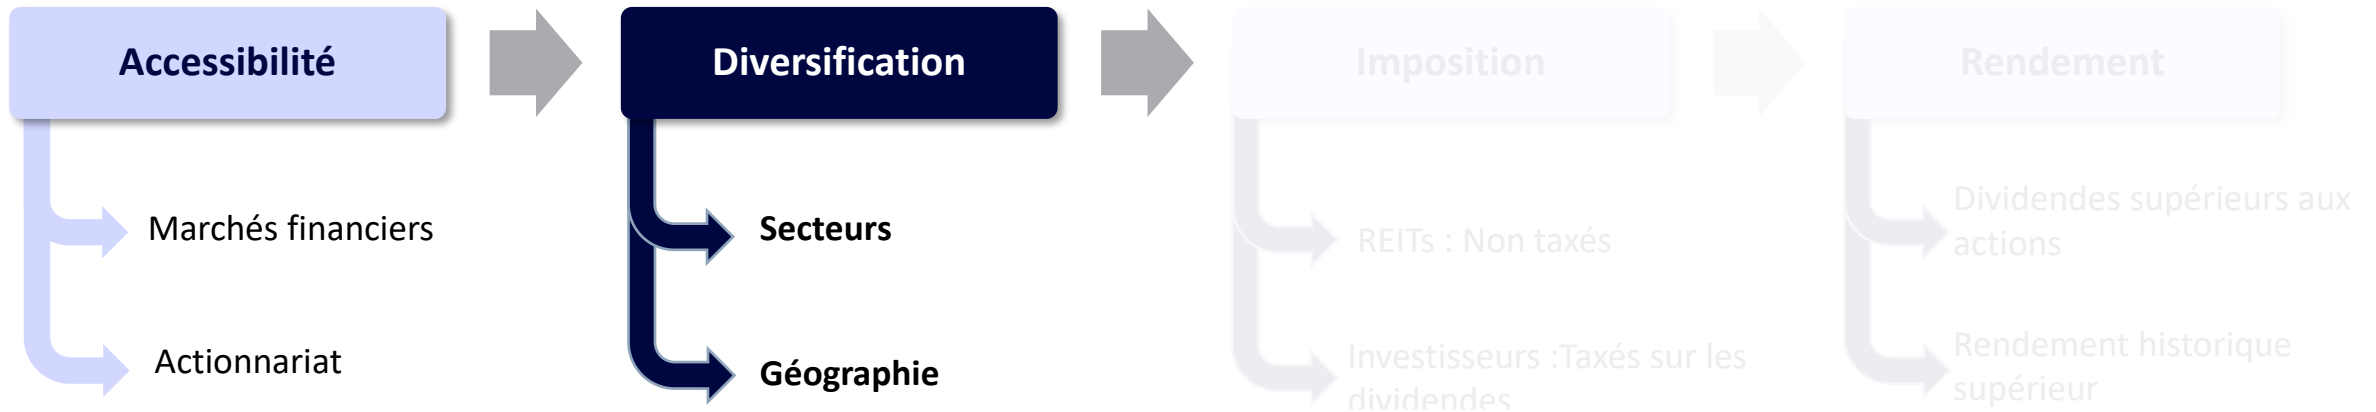 Accessibilité
Marchés financiers
Actionnariat
Diversification
Secteurs
Géographie
Imposition
REITs : Non taxés
Investisseurs :Taxés sur les
dividendes
Rendement
Dividendes supérieurs aux
actions
Rendement historique
supérieur